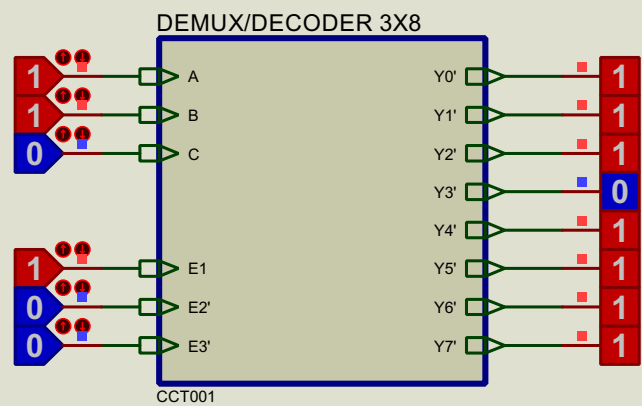 DEMUX/DECODER 3X8
1 A Y0' 1
1 B Y1' 1
0 C Y2' 1
Y3' 0
Y4' 1
1 E1 Y5' 1
0 E2' Y6' 1
0 E3' Y7' 1
CCT001